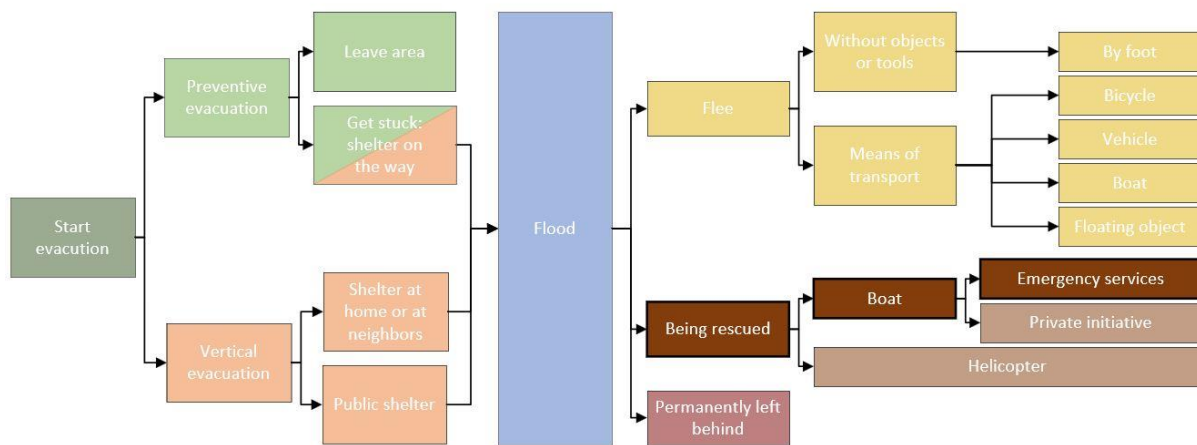 Start
evacution
Preventive
evacuation
Leave area
Get stuck:
shelter on
the way
Vertical
evacuation
Shelter at
home or at
neighbors
Public shelter
Flood
Flee
Without objects
or tools
By foot
Means of
transport
Bicycle
Vehicle
Boat
Floating object
Being rescued
Boat
Emergency services
Private initiative
Helicopter
Permanently left
behind